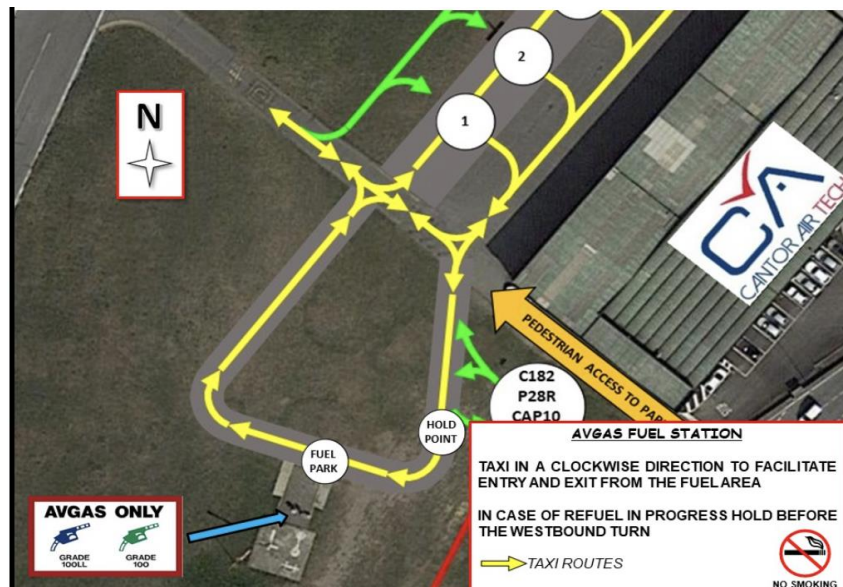 N
2
1
CA
CANTOR AIR TECH
PEDESTRIAN ACCESS TO PAR
C182
P28R
CAP10
HOLD
POINT
FUEL
PARK
AVGAS ONLY
GRADE
100LL
GRADE
100
AVGAS FUEL STATION
TAXI IN A CLOCKWISE DIRECTION TO FACILITATE
ENTRY AND EXIT FROM THE FUEL AREA
IN CASE OF REFUEL IN PROGRESS HOLD BEFORE
THE WESTBOUND TURN
TAXI ROUTES
NO SMOKING